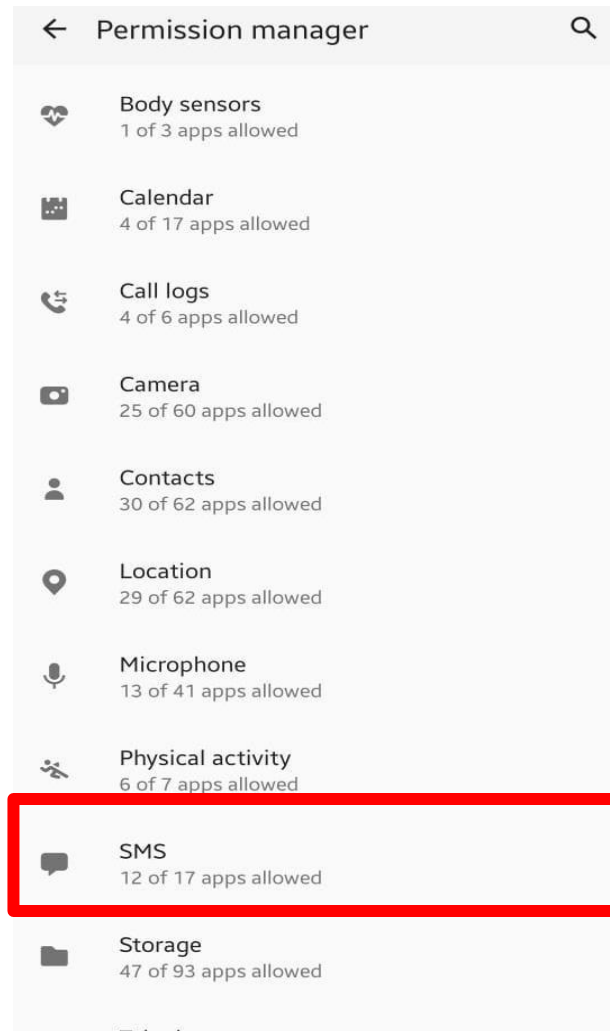 Permission manager
Body sensors
1 of 3 apps allowed
Calendar
4 of 17 apps allowed
Call logs
4 of 6 apps allowed
Camera
25 of 60 apps allowed
Contacts
30 of 62 apps allowed
Location
29 of 62 apps allowed
Microphone
13 of 41 apps allowed
Physical activity
6 of 7 apps allowed
SMS
12 of 17 apps allowed
Storage
47 of 93 apps allowed